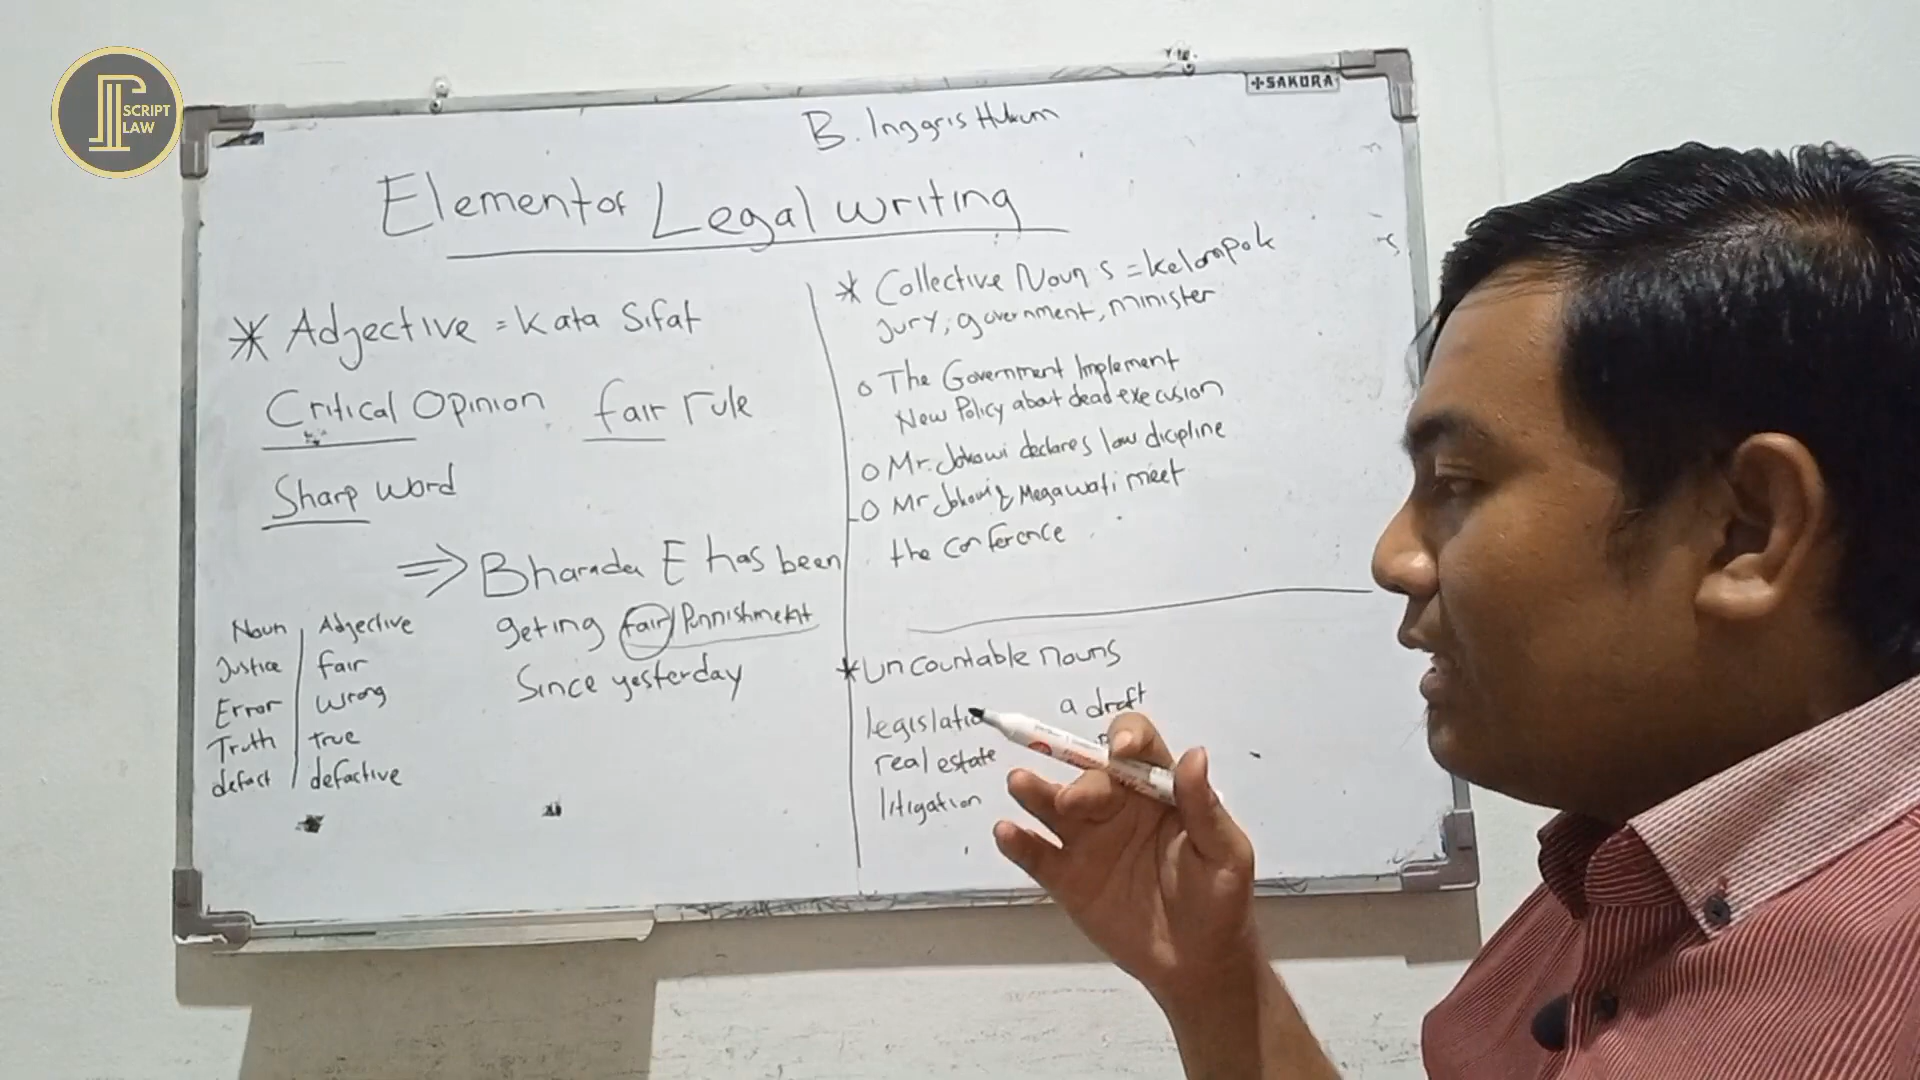 SCRIPT
LAW
SAKURA
B. Inggris Hukum
Element of Legal Writing
* Adjective = Kata Sifat
Critical Opinion fair rule
Sharp Word
=> Bharada E has been
geting fair Punnishment
Since yesterday
Noun Adjective
Justice fair
Error Wrong
Truth true
defect defective
* Collective Noun s = Kelompok
Jury, government, minister
o The Government Implement
New Policy about dead execusion
o Mr. Jokowi declares law dicipline
o Mr Jokowi & Megawati meet
the conference
* Uncountable nouns
legislatio a draft
real estate
litigation